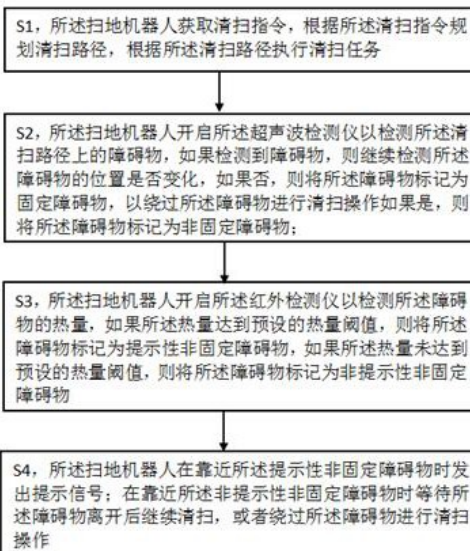 S1，所述扫地机器人获取清扫指令，根据所述清扫指令规
划清扫路径，根据所述清扫路径执行清扫任务
S2，所述扫地机器人开启所述超声波检测仪以检测所述清
扫路径上的障碍物，如果检测到障碍物，则继续检测所述
障碍物的位置是否变化，如果否，则将所述障碍物标记为
固定障碍物，以绕过所述障碍物进行清扫操作如果是，则
将所述障碍物标记为非固定障碍物；
S3，所述扫地机器人开启所述红外检测仪以检测所述障碍
物的热量，如果所述热量达到预设的热量阈值，则将所述
障碍物标记为提示性非固定障碍物，如果所述热量未达到
预设的热量阈值，则将所述障碍物标记为非提示性非固定
障碍物
S4，所述扫地机器人在靠近所述提示性非固定障碍物时发
出提示信号；在靠近所述非提示性非固定障碍物时等待所
述障碍物离开后继续清扫，或者绕过所述障碍物进行清扫
操作